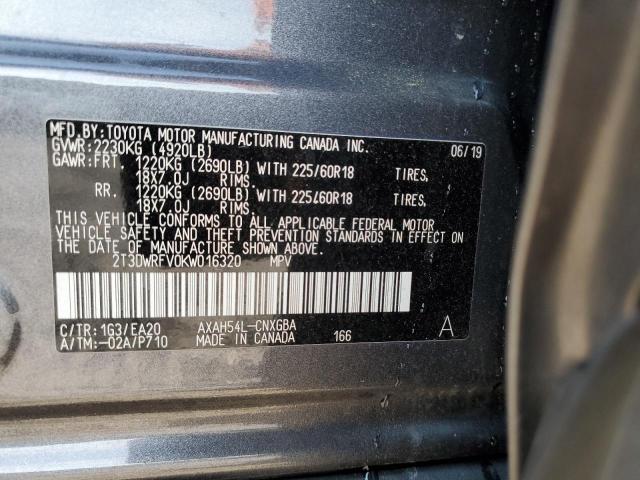 MFD.BY:TOYOTA MOTOR MANUFACTURING CANADA INC.
GVWR:2230KG (4920LB) 06/19
GAWR:FRT. 1220KG (2690LB) WITH 225/60R18 TIRES,
18X7.0J RIMS.
RR. 1220KG (2690LB) WITH 225/60R18 TIRES,
18X7.0J RIMS.
THIS VEHICLE CONFORMS TO ALL APPLICABLE FEDERAL MOTOR
VEHICLE SAFETY AND THEFT PREVENTION STANDARDS IN EFFECT
ON THE DATE OF MANUFACTURE SHOWN ABOVE.
2T3DWRFV0KW016320 MPV
C/TR:1G3/EA20 AXAH54L-CNXGBA
A/TM:-02A/P710 MADE IN CANADA 166 A